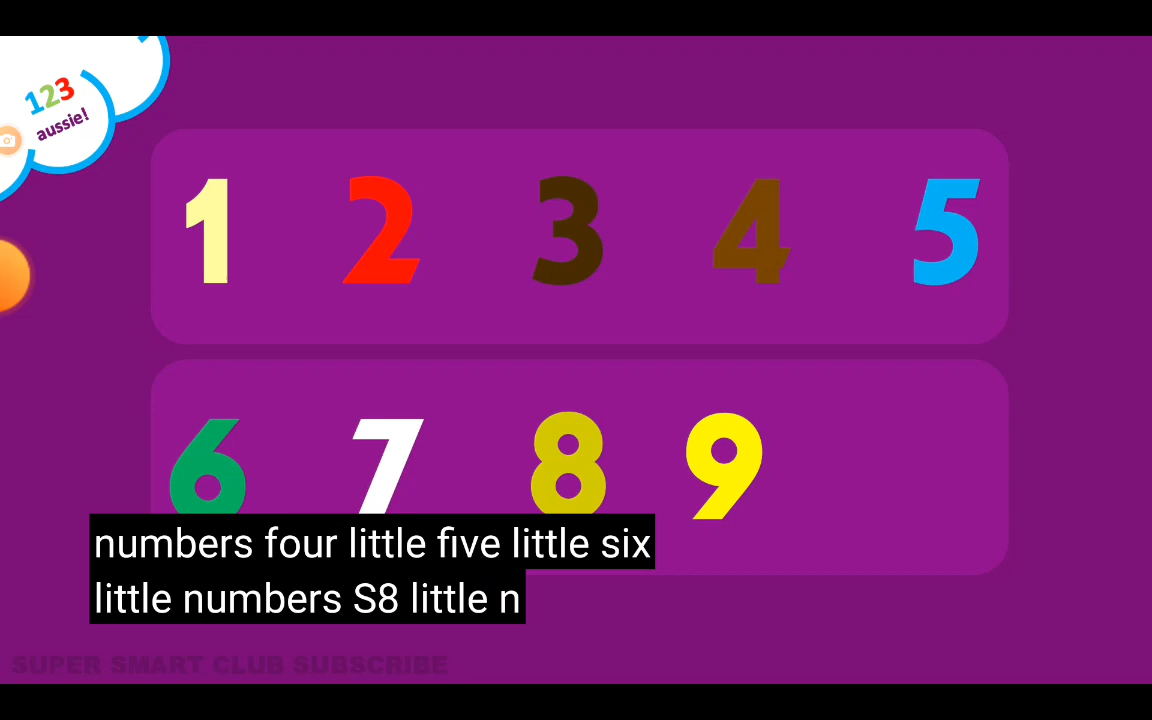 123
aussie!
1 2 3 4 5
6 7 8 9
numbers four little five little six
little numbers S8 little n
SUPER SMART CLUB SUBSCRIBE